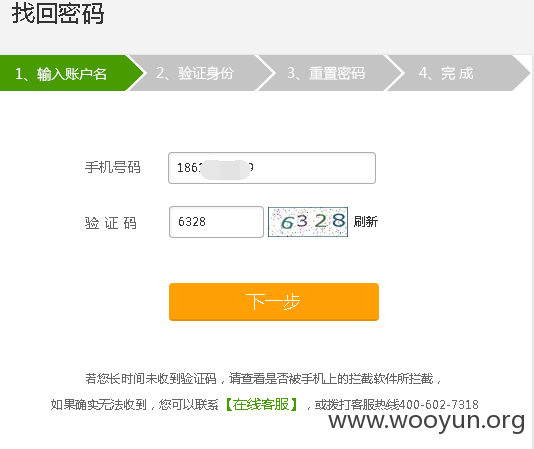 找回密码
1、输入账户名 2、验证身份 3、重置密码 4、完 成
手机号码 1861 9
验 证 码 6328 6328 刷新
下一步
若您长时间未收到验证码，请查看是否被手机上的拦截软件所拦截，
如果确实无法收到，您可以联系【在线客服】，或拨打客服热线400-602-7318
www.wooyun.org